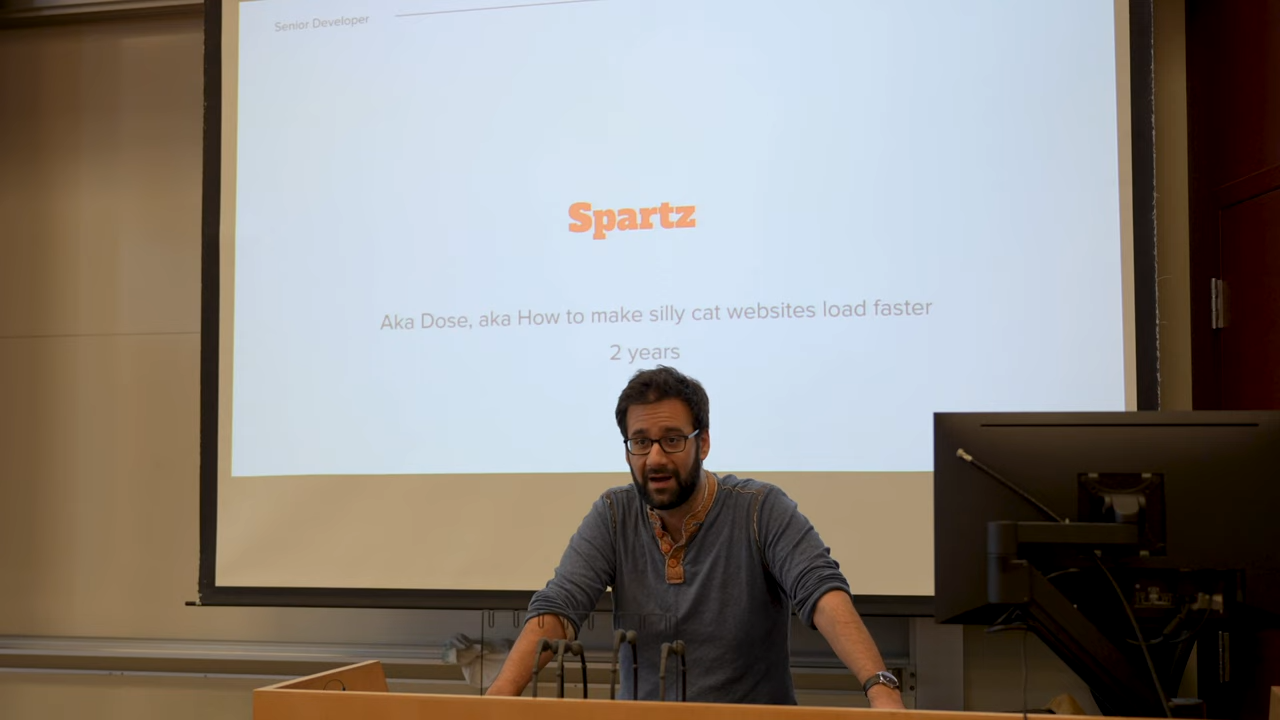 Senior Developer
Spartz
Aka Dose, aka How to make silly cat websites load faster
2 years